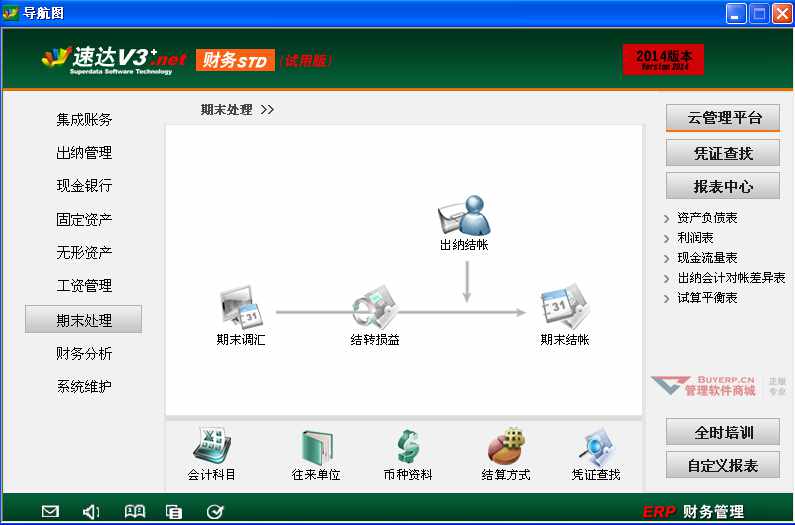 导航图
速达V3+.net
Superdata Software Technology
财务STD
(试用版)
2014版本
Version 2014
期末处理 >>
集成账务
出纳管理
现金银行
固定资产
无形资产
工资管理
期末处理
财务分析
系统维护
出纳结帐
期末调汇
结转损益
期末结帐
31
31
会计科目
往来单位
币种资料
结算方式
凭证查找
云管理平台
凭证查找
报表中心
资产负债表
利润表
现金流量表
出纳会计对帐差异表
试算平衡表
BUYERP.CN
管理软件商城
正版
专业
全时培训
自定义报表
ERP 财务管理